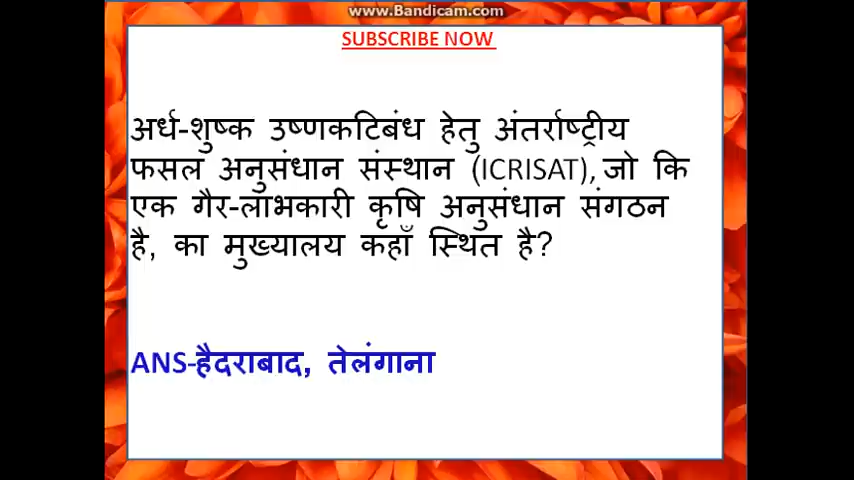 www.Bandicam.com
SUBSCRIBE NOW
अर्ध-शुष्क उष्णकटिबंध हेतु अंतर्राष्ट्रीय
फसल अनुसंधान संस्थान (ICRISAT), जो कि
एक गैर-लाभकारी कृषि अनुसंधान संगठन
है, का मुख्यालय कहाँ स्थित है?
ANS-हैदराबाद, तेलंगाना